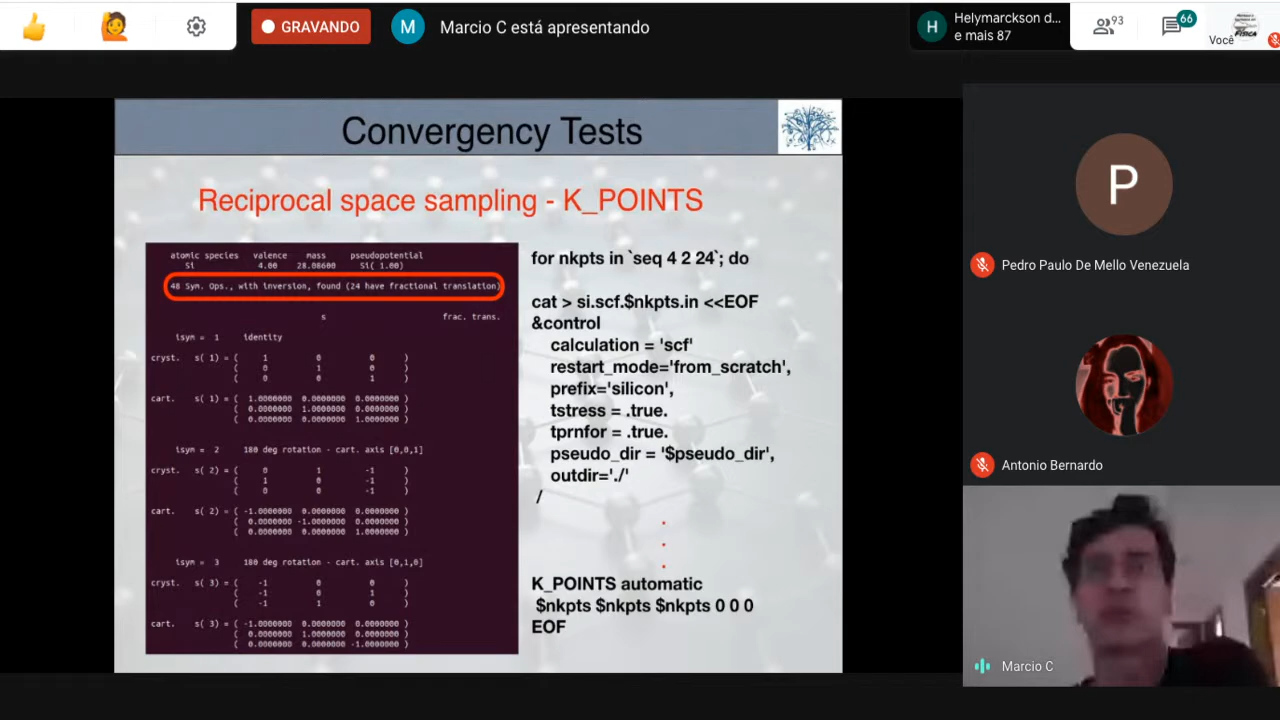 GRAVANDO
M
Marcio C está apresentando
H
Helymarckson d...
e mais 87
93
66
Você
FÍSICA
Convergency Tests
Reciprocal space sampling - K_POINTS
atomic species valence mass pseudopotential
Si 4.00 28.08600 Si( 1.00)
48 Sym. Ops., with inversion, found (24 have fractional translation)
s frac. trans.
isym = 1 identity
cryst. s( 1) = ( 1 0 0 )
( 0 1 0 )
( 0 0 1 )
cart. s( 1) = ( 1.0000000 0.0000000 0.0000000 )
( 0.0000000 1.0000000 0.0000000 )
( 0.0000000 0.0000000 1.0000000 )
isym = 2 180 deg rotation - cart. axis [0,0,1]
cryst. s( 2) = ( 0 1 -1 )
( 1 0 -1 )
( 0 0 -1 )
cart. s( 2) = ( -1.0000000 0.0000000 0.0000000 )
( 0.0000000 -1.0000000 0.0000000 )
( 0.0000000 0.0000000 1.0000000 )
isym = 3 180 deg rotation - cart. axis [0,1,0]
cryst. s( 3) = ( -1 0 0 )
( -1 0 1 )
( -1 1 0 )
cart. s( 3) = ( -1.0000000 0.0000000 0.0000000 )
( 0.0000000 1.0000000 0.0000000 )
( 0.0000000 0.0000000 -1.0000000 )
for nkpts in `seq 4 2 24`; do
cat > si.scf.$nkpts.in <<EOF
&control
calculation = 'scf'
restart_mode='from_scratch',
prefix='silicon',
tstress = .true.
tprnfor = .true.
pseudo_dir = '$pseudo_dir',
outdir='./'
/
.
.
.
K_POINTS automatic
$nkpts $nkpts $nkpts 0 0 0
EOF
P
Pedro Paulo De Mello Venezuela
Antonio Bernardo
Marcio C